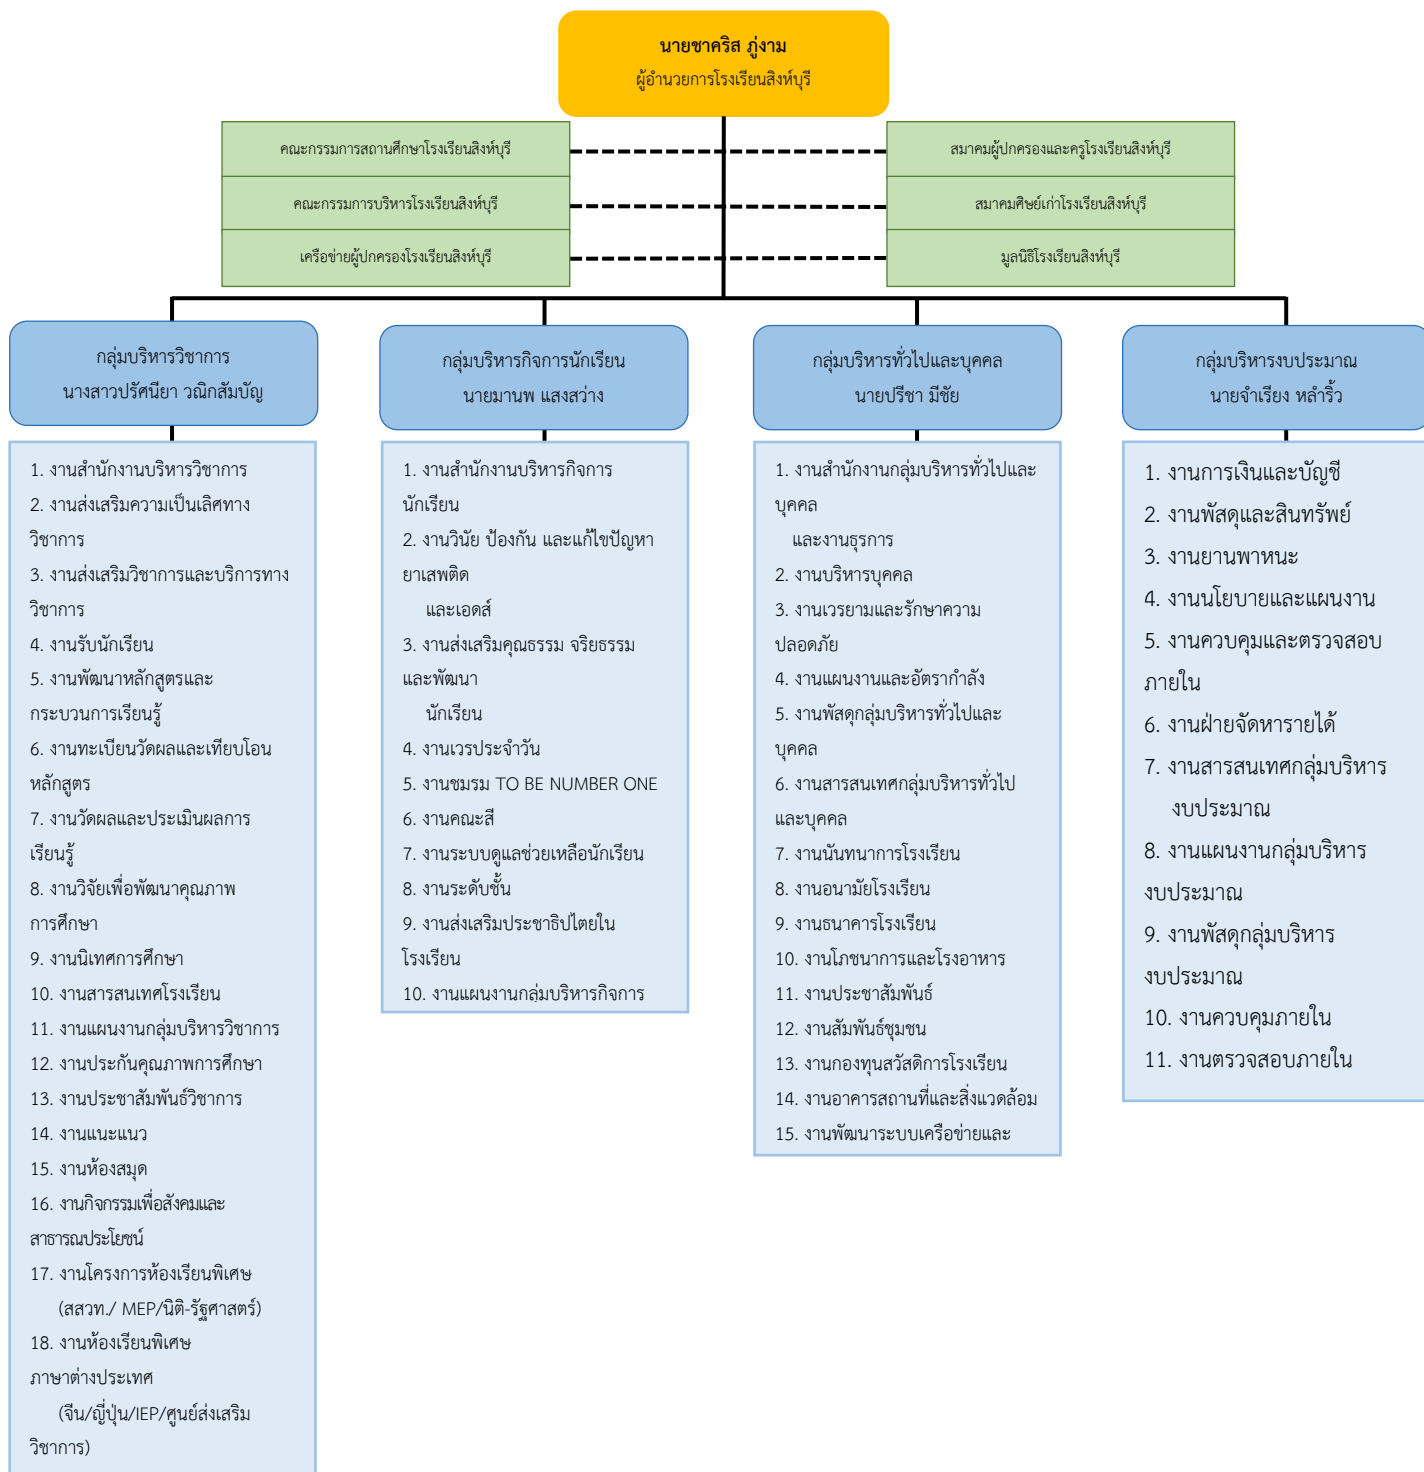 นายชาคริส ภู่งาม
ผู้อำนวยการโรงเรียนสิงห์บุรี
คณะกรรมการสถานศึกษาโรงเรียนสิงห์บุรี
สมาคมผู้ปกครองและครูโรงเรียนสิงห์บุรี
คณะกรรมการบริหารโรงเรียนสิงห์บุรี
สมาคมศิษย์เก่าโรงเรียนสิงห์บุรี
เครือข่ายผู้ปกครองโรงเรียนสิงห์บุรี
มูลนิธิโรงเรียนสิงห์บุรี
กลุ่มบริหารวิชาการ
นางสาวปรัศนียา วณิกสัมบัญ
1. งานสำนักงานบริหารวิชาการ
2. งานส่งเสริมความเป็นเลิศทาง
วิชาการ
3. งานส่งเสริมวิชาการและบริการทาง
วิชาการ
4. งานรับนักเรียน
5. งานพัฒนาหลักสูตรและ
กระบวนการเรียนรู้
6. งานทะเบียนวัดผลและเทียบโอน
หลักสูตร
7. งานวัดผลและประเมินผลการ
เรียนรู้
8. งานวิจัยเพื่อพัฒนาคุณภาพ
การศึกษา
9. งานนิเทศการศึกษา
10. งานสารสนเทศโรงเรียน
11. งานแผนงานกลุ่มบริหารวิชาการ
12. งานประกันคุณภาพการศึกษา
13. งานประชาสัมพันธ์วิชาการ
14. งานแนะแนว
15. งานห้องสมุด
16. งานกิจกรรมเพื่อสังคมและ
สาธารณประโยชน์
17. งานโครงการห้องเรียนพิเศษ
(สสวท./ MEP/นิติ-รัฐศาสตร์)
18. งานห้องเรียนพิเศษ
ภาษาต่างประเทศ
(จีน/ญี่ปุ่น/IEP/ศูนย์ส่งเสริม
วิชาการ)
กลุ่มบริหารกิจการนักเรียน
นายมานพ แสงสว่าง
1. งานสำนักงานบริหารกิจการ
นักเรียน
2. งานวินัย ป้องกัน และแก้ไขปัญหา
ยาเสพติด
และเอดส์
3. งานส่งเสริมคุณธรรม จริยธรรม
และพัฒนา
นักเรียน
4. งานเวรประจำวัน
5. งานชมรม TO BE NUMBER ONE
6. งานคณะสี
7. งานระบบดูแลช่วยเหลือนักเรียน
8. งานระดับชั้น
9. งานส่งเสริมประชาธิปไตยใน
โรงเรียน
10. งานแผนงานกลุ่มบริหารกิจการ
กลุ่มบริหารทั่วไปและบุคคล
นายปรีชา มีชัย
1. งานสำนักงานกลุ่มบริหารทั่วไปและ
บุคคล
และงานธุรการ
2. งานบริหารบุคคล
3. งานเวรยามและรักษาความ
ปลอดภัย
4. งานแผนงานและอัตรากำลัง
5. งานพัสดุกลุ่มบริหารทั่วไปและ
บุคคล
6. งานสารสนเทศกลุ่มบริหารทั่วไป
และบุคคล
7. งานนันทนาการโรงเรียน
8. งานอนามัยโรงเรียน
9. งานธนาคารโรงเรียน
10. งานโภชนาการและโรงอาหาร
11. งานประชาสัมพันธ์
12. งานสัมพันธ์ชุมชน
13. งานกองทุนสวัสดิการโรงเรียน
14. งานอาคารสถานที่และสิ่งแวดล้อม
15. งานพัฒนาระบบเครือข่ายและ
กลุ่มบริหารงบประมาณ
นายจำเรียง หลำริ้ว
1. งานการเงินและบัญชี
2. งานพัสดุและสินทรัพย์
3. งานยานพาหนะ
4. งานนโยบายและแผนงาน
5. งานควบคุมและตรวจสอบ
ภายใน
6. งานฝ่ายจัดหารายได้
7. งานสารสนเทศกลุ่มบริหาร
งบประมาณ
8. งานแผนงานกลุ่มบริหาร
งบประมาณ
9. งานพัสดุกลุ่มบริหาร
งบประมาณ
10. งานควบคุมภายใน
11. งานตรวจสอบภายใน